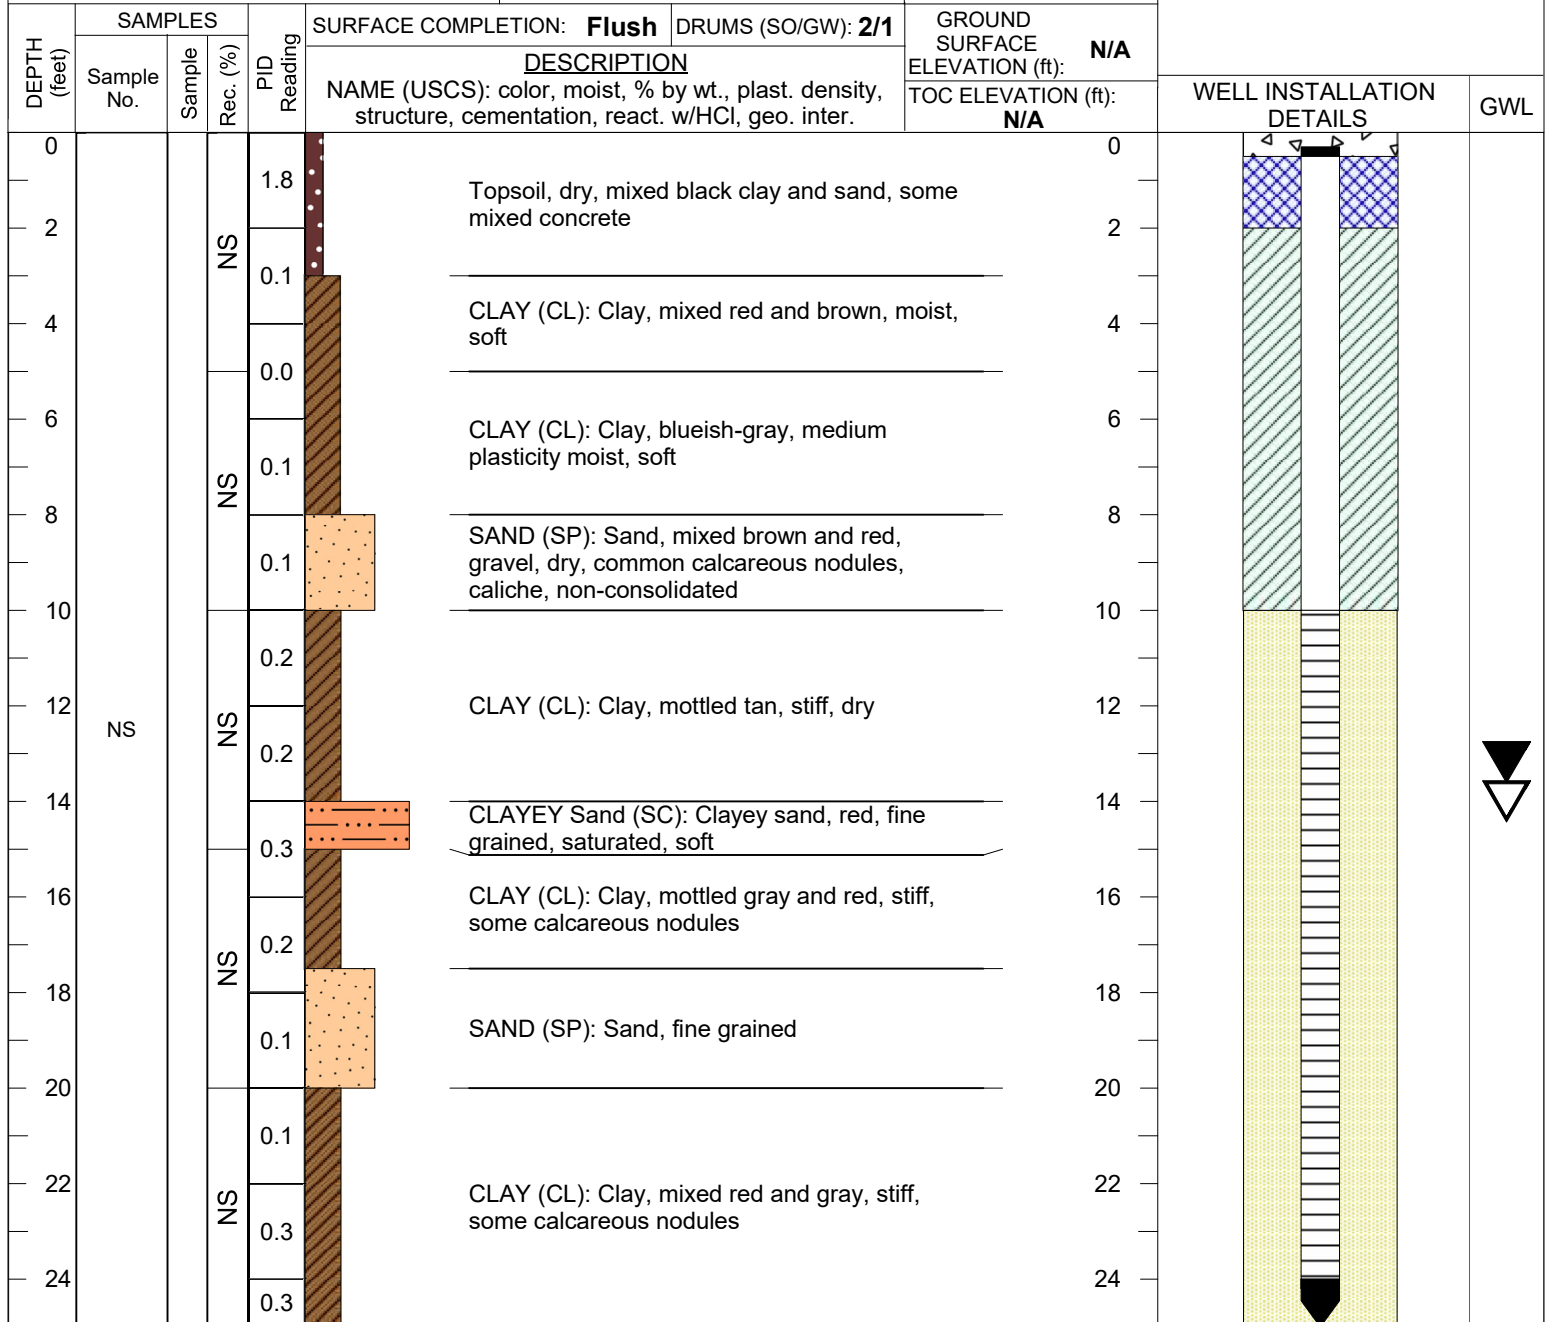 SAMPLES
DEPTH (feet)
Sample No.
Sample
Rec. (%)
PID Reading
SURFACE COMPLETION: Flush
DRUMS (SO/GW): 2/1
DESCRIPTION
NAME (USCS): color, moist, % by wt., plast. density,
structure, cementation, react. w/HCl, geo. inter.
GROUND
SURFACE
ELEVATION (ft):
N/A
TOC ELEVATION (ft):
N/A
WELL INSTALLATION
DETAILS
GWL
0
0
1.8
Topsoil, dry, mixed black clay and sand, some
mixed concrete
2
2
NS
0.1
CLAY (CL): Clay, mixed red and brown, moist,
soft
4
4
0.0
6
6
CLAY (CL): Clay, blueish-gray, medium
plasticity moist, soft
0.1
NS
8
8
SAND (SP): Sand, mixed brown and red,
gravel, dry, common calcareous nodules,
caliche, non-consolidated
0.1
10
10
0.2
12
12
CLAY (CL): Clay, mottled tan, stiff, dry
NS
NS
0.2
14
14
CLAYEY Sand (SC): Clayey sand, red, fine
grained, saturated, soft
0.3
16
16
CLAY (CL): Clay, mottled gray and red, stiff,
some calcareous nodules
0.2
NS
18
18
SAND (SP): Sand, fine grained
0.1
20
20
0.1
22
22
CLAY (CL): Clay, mixed red and gray, stiff,
some calcareous nodules
NS
0.3
24
24
0.3